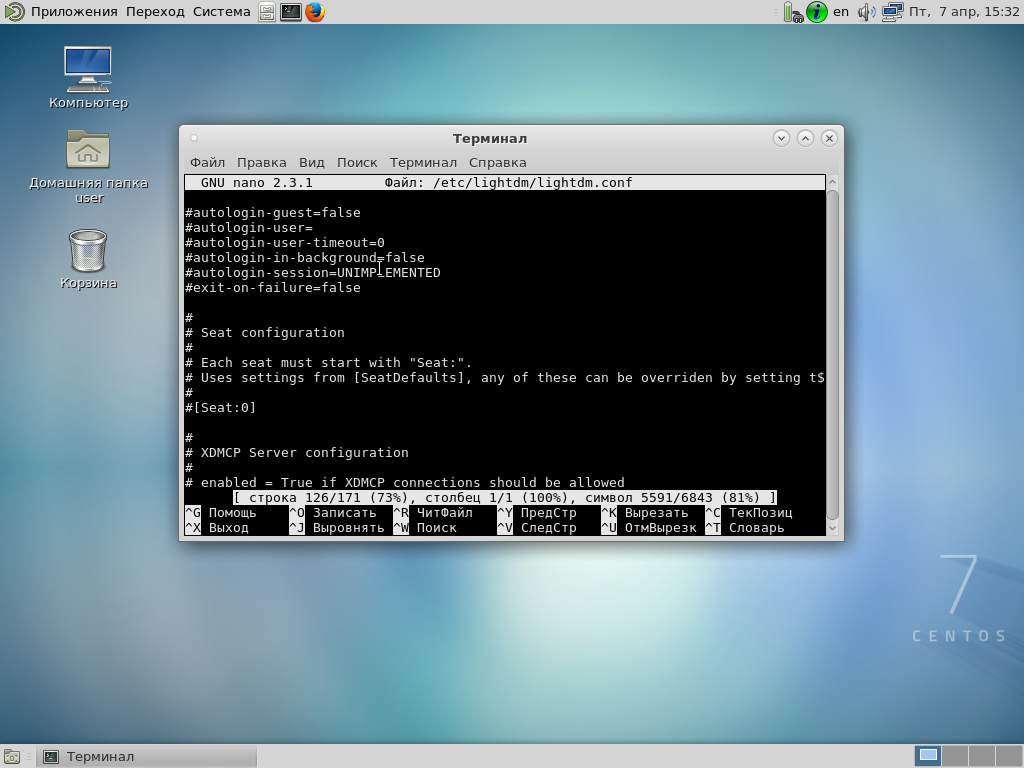 Приложения Переход Система
en Пт, 7 апр, 15:32
Компьютер
Домашняя папка
user
Корзина
Терминал
Файл Правка Вид Поиск Терминал Справка
GNU nano 2.3.1 Файл: /etc/lightdm/lightdm.conf
#autologin-guest=false
#autologin-user=
#autologin-user-timeout=0
#autologin-in-background=false
#autologin-session=UNIMPLEMENTED
#exit-on-failure=false
#
# Seat configuration
#
# Each seat must start with "Seat:".
# Uses settings from [SeatDefaults], any of these can be overriden by setting t$
#
#[Seat:0]
#
# XDMCP Server configuration
#
# enabled = True if XDMCP connections should be allowed
[ строка 126/171 (73%), столбец 1/1 (100%), символ 5591/6843 (81%) ]
^G Помощь ^O Записать ^R ЧитФайл ^Y ПредСтр ^K Вырезать ^C ТекПозиц
^X Выход ^J Выровнять ^W Поиск ^V СледСтр ^U ОтмВырезк ^T Словарь
7
CENTOS
Терминал